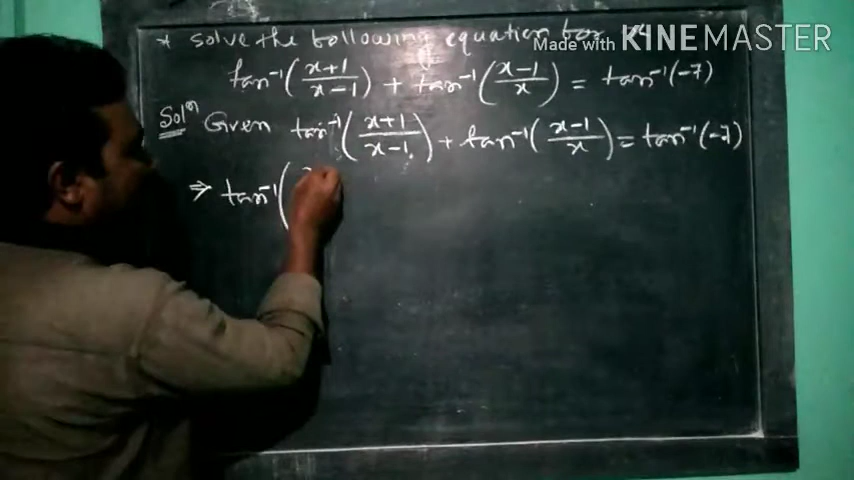 * solve the following equation for x
Made with KINEMASTER
tan⁻¹(x+1/x-1) + tan⁻¹(x-1/x) = tan⁻¹(-7)
Solⁿ Given tan⁻¹(x+1/x-1) + tan⁻¹(x-1/x) = tan⁻¹(-7)
⇒ tan⁻¹(